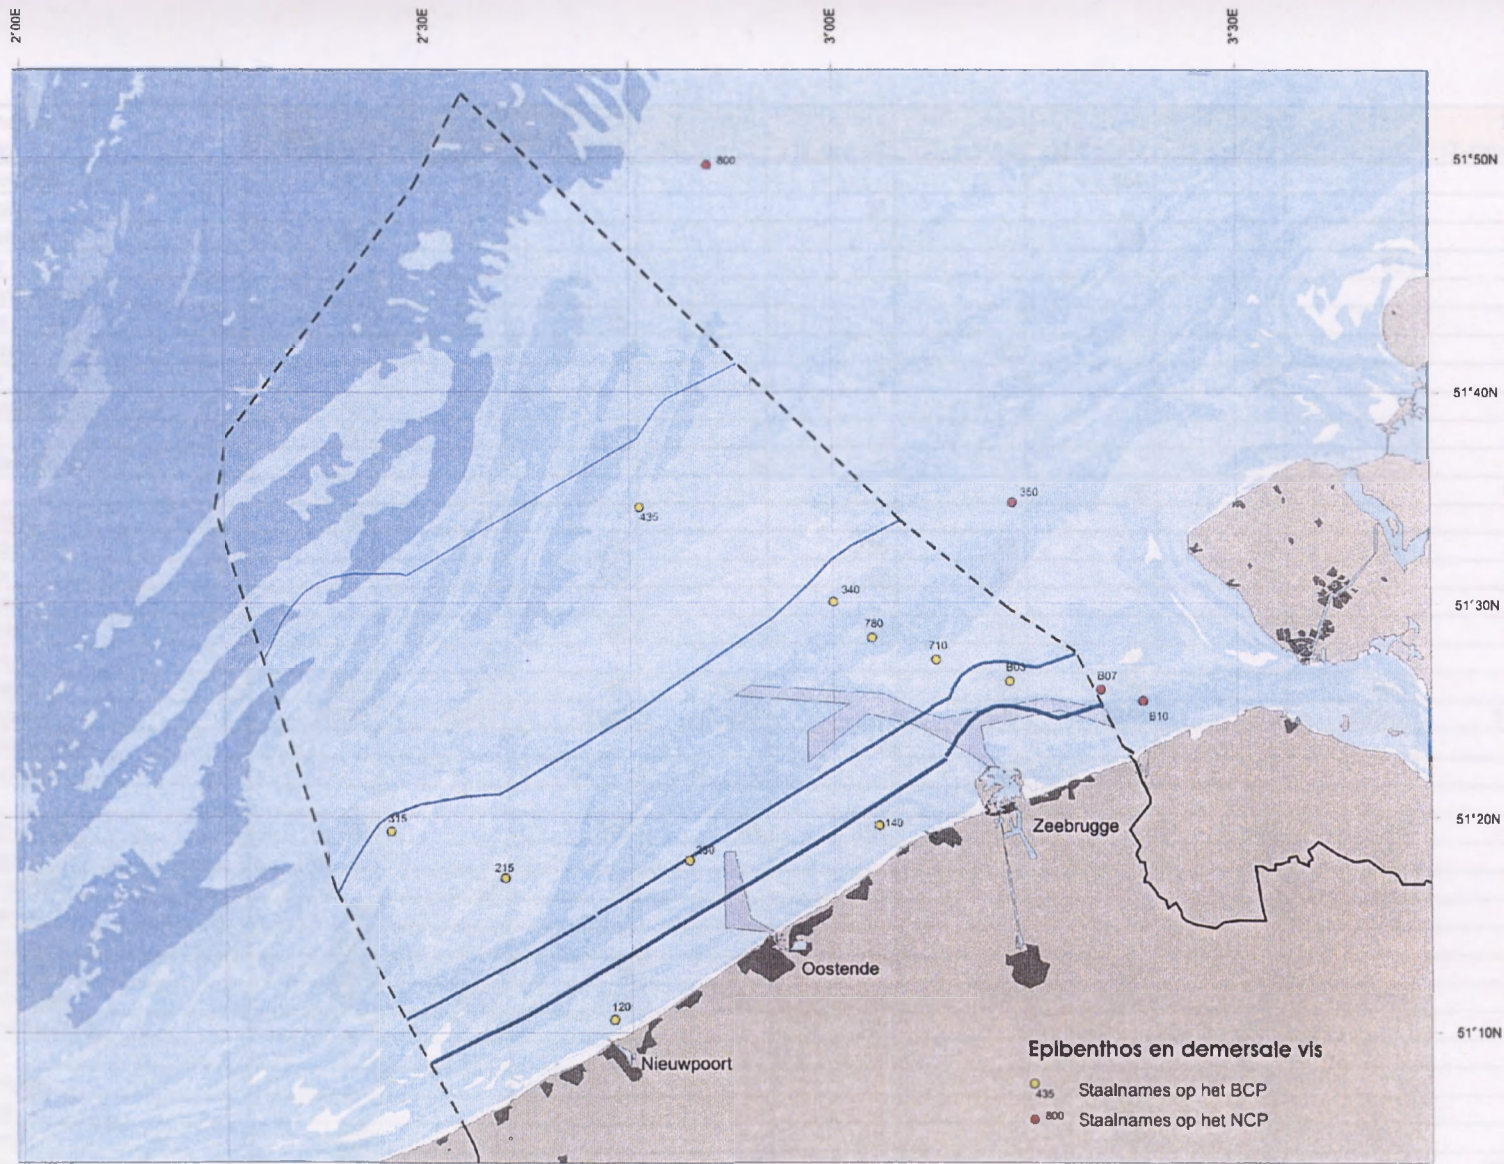 2°00E
2°30E
3°00E
3°30E
800
51°50N
51°40N
350
435
340
51°30N
780
710
B03
B07
B10
315
140
51°20N
Zeebrugge
215
Oostende
120
51°10N
Nieuwpoort
Epibenthos en demersale vis
435 Staalnames op het BCP
800 Staalnames op het NCP